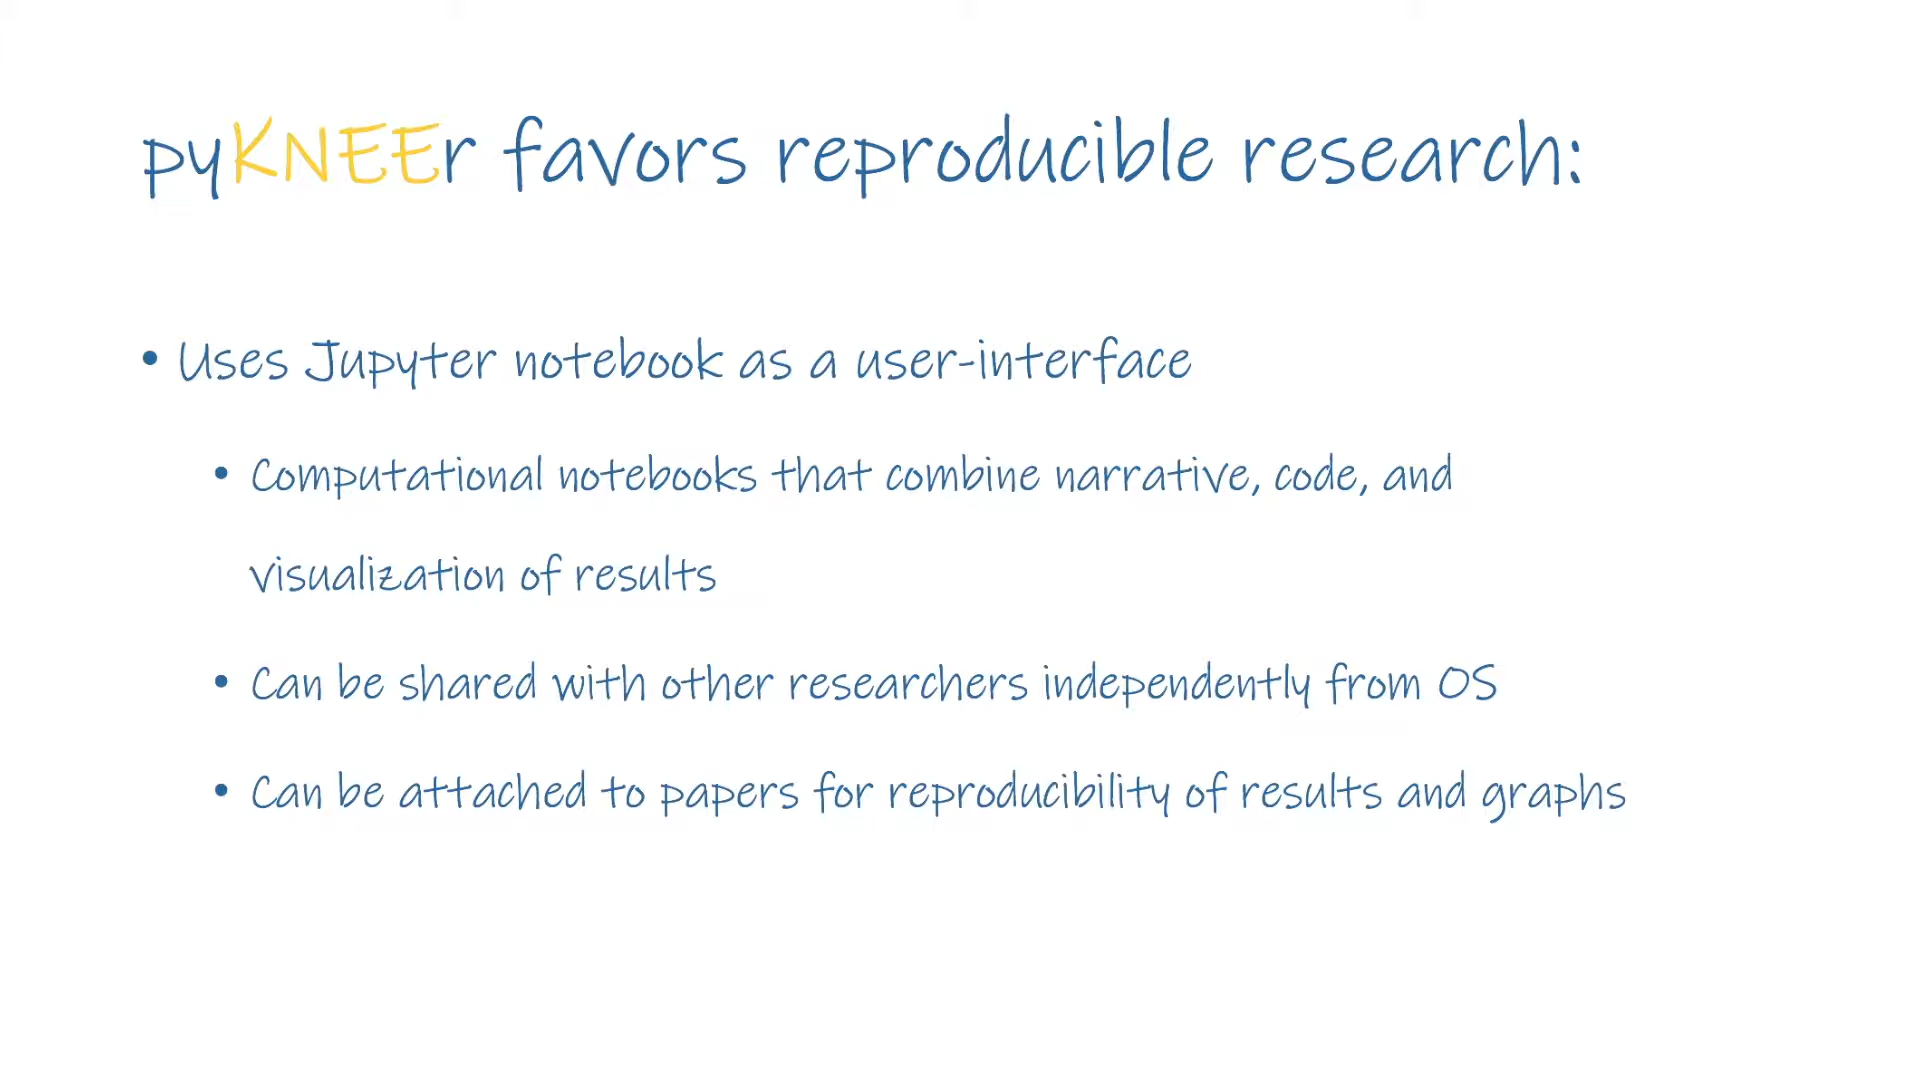 pyKNEEr favors reproducible research:
• Uses Jupyter notebook as a user-interface
• Computational notebooks that combine narrative, code, and
visualization of results
• Can be shared with other researchers independently from OS
• Can be attached to papers for reproducibility of results and graphs